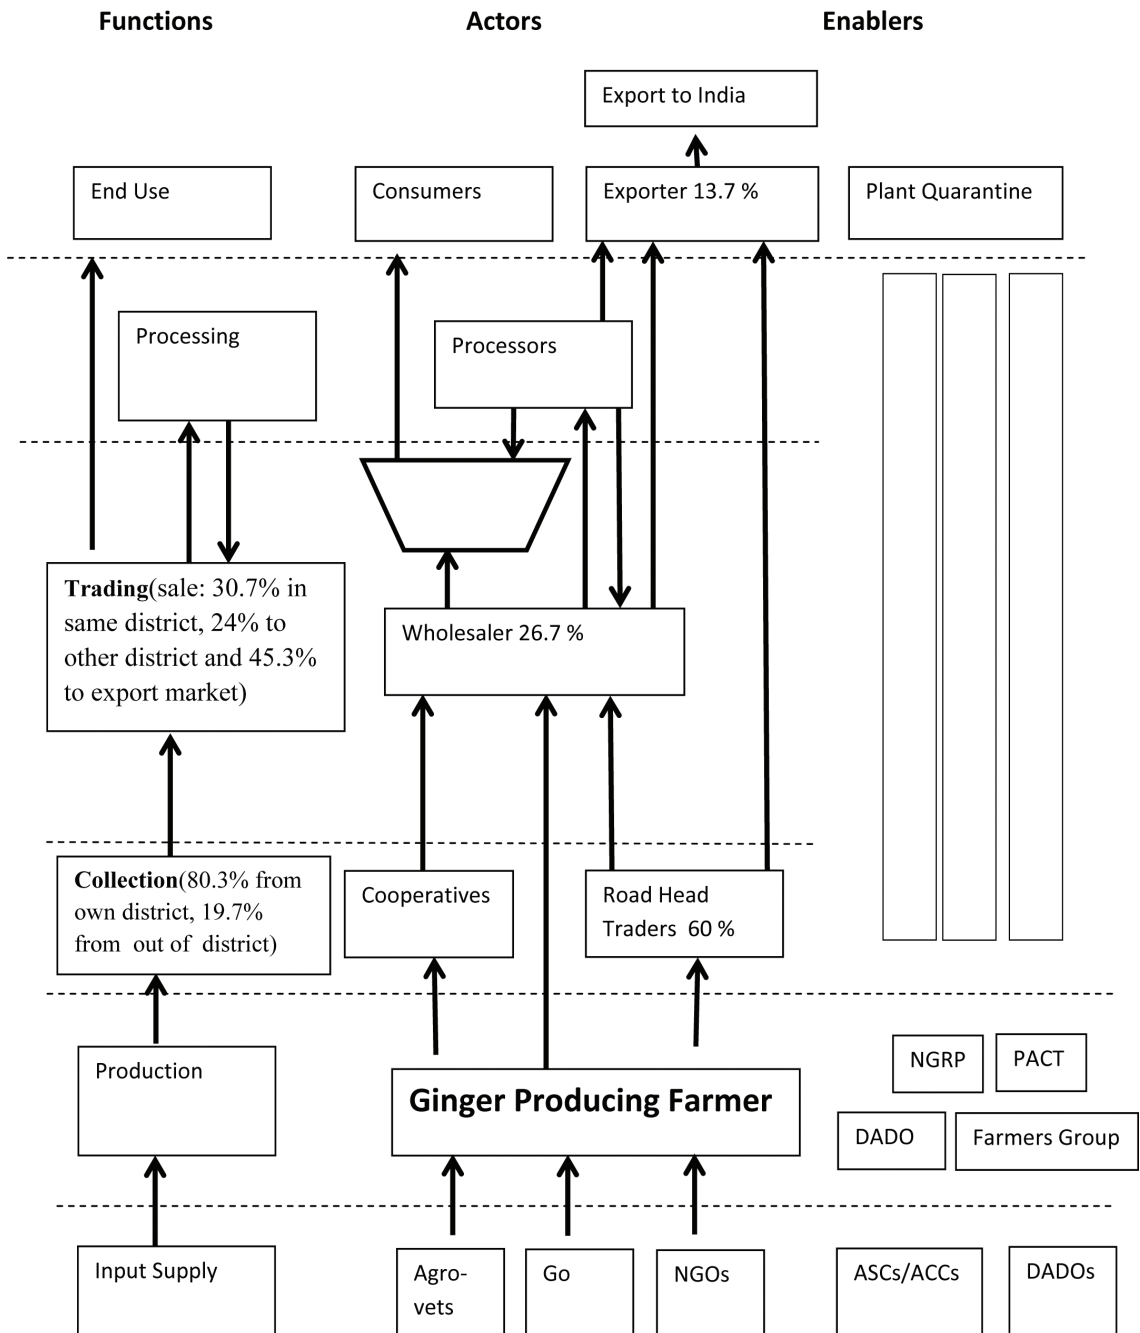 Functions
Actors
Enablers
Export to India
End Use
Consumers
Exporter 13.7 %
Plant Quarantine
Processing
Processors
Trading(sale: 30.7% in
same district, 24% to
other district and 45.3%
to export market)
Wholesaler 26.7 %
Collection(80.3% from
own district, 19.7%
from out of district)
Cooperatives
Road Head
Traders 60 %
Production
Ginger Producing Farmer
NGRP
PACT
DADO
Farmers Group
Input Supply
Agro-
vets
Go
NGOs
ASCs/ACCs
DADOs